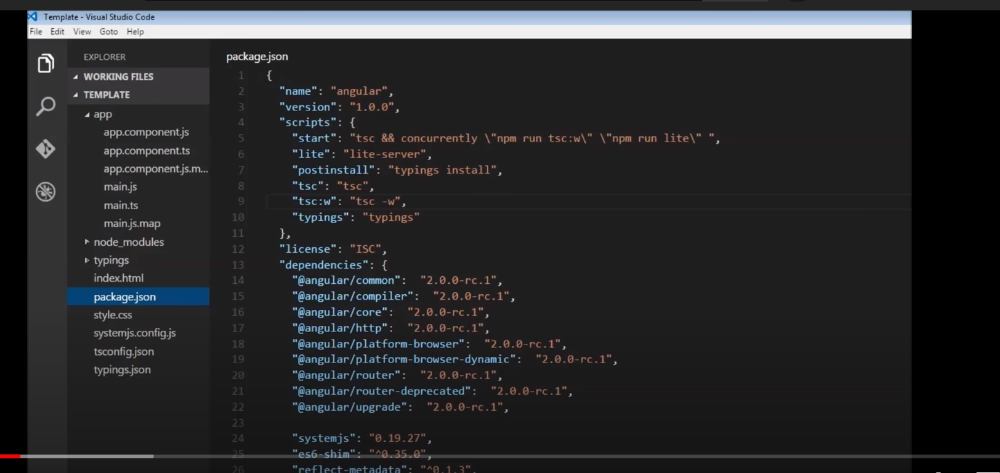 Template - Visual Studio Code
File Edit View Goto Help
EXPLORER
WORKING FILES
TEMPLATE
app
app.component.js
app.component.ts
app.component.js.m...
main.js
main.ts
main.js.map
node_modules
typings
index.html
package.json
style.css
systemjs.config.js
tsconfig.json
typings.json
package.json
1 {
2 "name": "angular",
3 "version": "1.0.0",
4 "scripts": {
5 "start": "tsc && concurrently \"npm run tsc:w\" \"npm run lite\" ",
6 "lite": "lite-server",
7 "postinstall": "typings install",
8 "tsc": "tsc",
9 "tsc:w": "tsc -w",
10 "typings": "typings"
11 },
12 "license": "ISC",
13 "dependencies": {
14 "@angular/common":  "2.0.0-rc.1",
15 "@angular/compiler":  "2.0.0-rc.1",
16 "@angular/core":  "2.0.0-rc.1",
17 "@angular/http":  "2.0.0-rc.1",
18 "@angular/platform-browser":  "2.0.0-rc.1",
19 "@angular/platform-browser-dynamic":  "2.0.0-rc.1",
20 "@angular/router":  "2.0.0-rc.1",
21 "@angular/router-deprecated":  "2.0.0-rc.1",
22 "@angular/upgrade":  "2.0.0-rc.1",
23
24 "systemjs": "0.19.27",
25 "es6-shim": "^0.35.0",
26 "reflect-metadata": "^0.1.3",